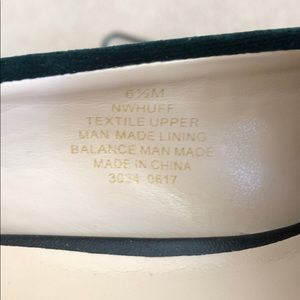 6½M
NWHUFF
TEXTILE UPPER
MAN MADE LINING
BALANCE MAN MADE
MADE IN CHINA
3034 0617